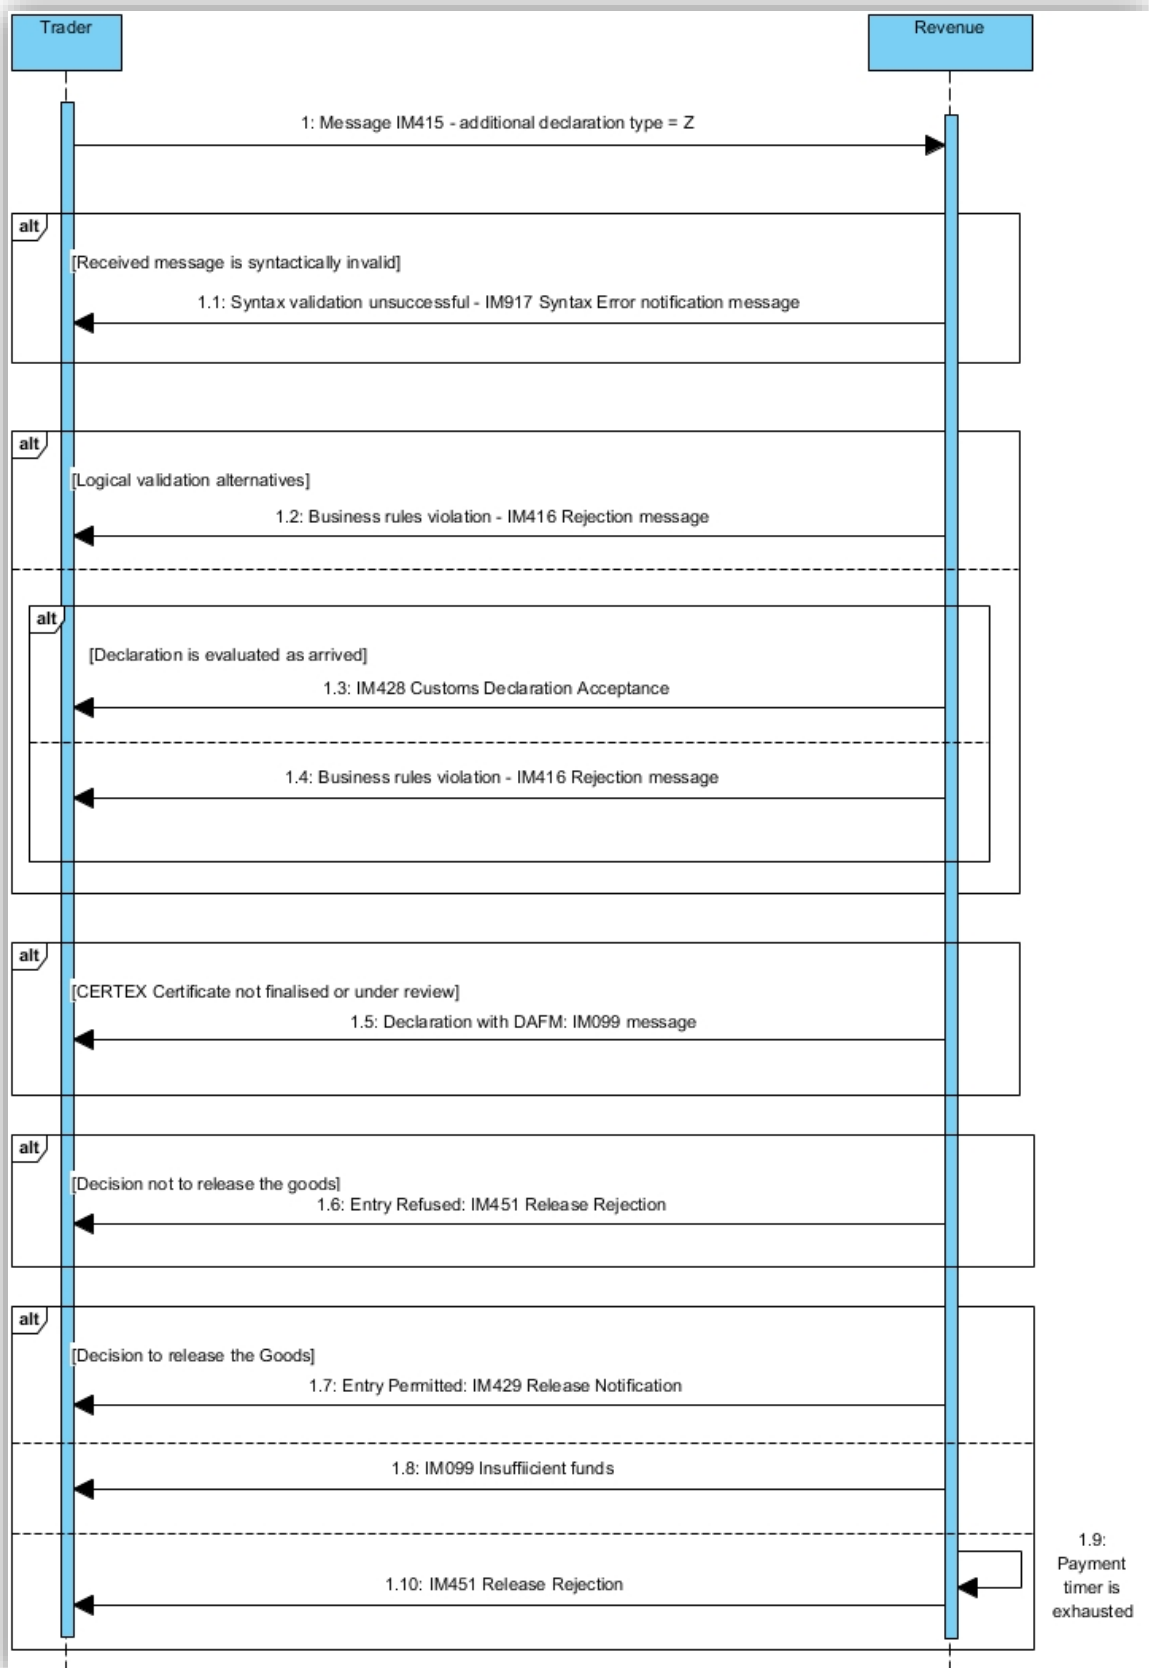 Trader
Revenue
1: Message IM415 - additional declaration type = Z
alt
[Received message is syntactically invalid]
1.1: Syntax validation unsuccessful - IM917 Syntax Error notification message
alt
[Logical validation alternatives]
1.2: Business rules violation - IM416 Rejection message
alt
[Declaration is evaluated as arrived]
1.3: IM428 Customs Declaration Acceptance
1.4: Business rules violation - IM416 Rejection message
alt
[CERTEX Certificate not finalised or under review]
1.5: Declaration with DAFM: IM099 message
alt
[Decision not to release the goods]
1.6: Entry Refused: IM451 Release Rejection
alt
[Decision to release the Goods]
1.7: Entry Permitted: IM429 Release Notification
1.8: IM099 Insuffiicient funds
1.9:
Payment
timer is
exhausted
1.10: IM451 Release Rejection